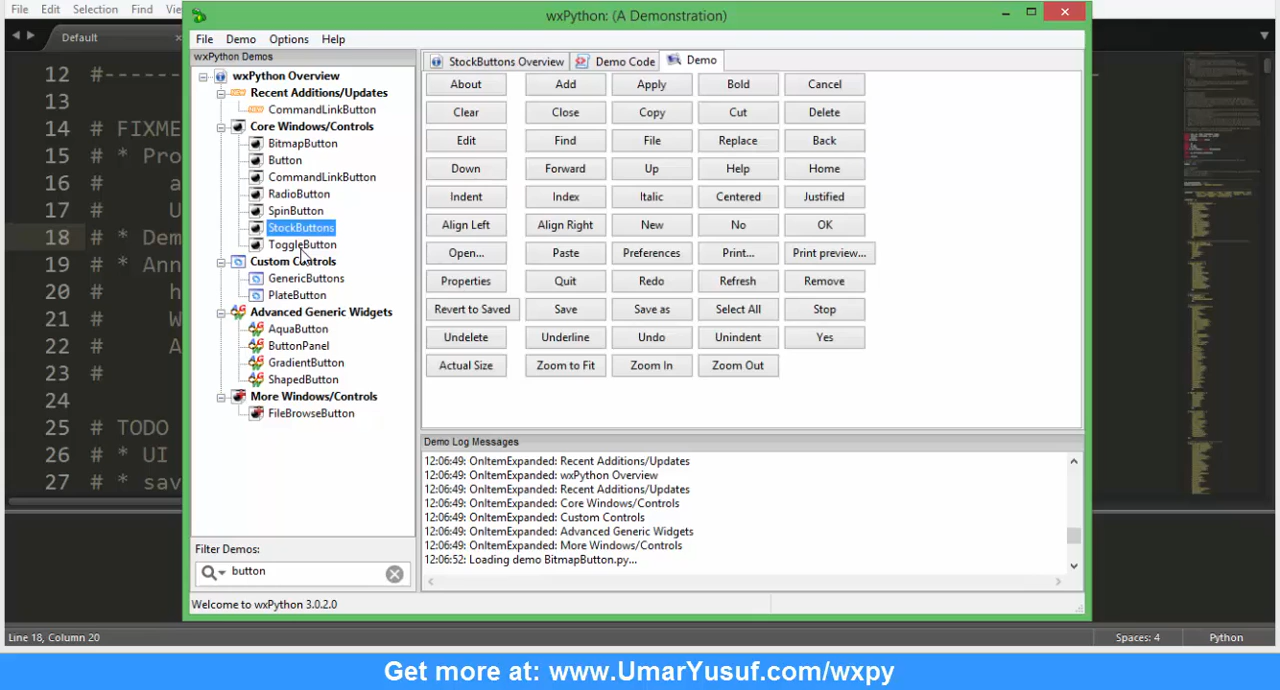 File Edit Selection Find Vie
Default
12 #------
13
14 # FIXME
15 # * Pro
16 # a
17 # U
18 # * Dem
19 # * Ann
20 # h
21 # W
22 # A
23 #
24
25 # TODO
26 # * UI
27 # * sav
wxPython: (A Demonstration)
File Demo Options Help
wxPython Demos
wxPython Overview
Recent Additions/Updates
CommandLinkButton
Core Windows/Controls
BitmapButton
Button
CommandLinkButton
RadioButton
SpinButton
StockButtons
ToggleButton
Custom Controls
GenericButtons
PlateButton
Advanced Generic Widgets
AquaButton
ButtonPanel
GradientButton
ShapedButton
More Windows/Controls
FileBrowseButton
Filter Demos:
button
StockButtons Overview Demo Code Demo
About Add Apply Bold Cancel
Clear Close Copy Cut Delete
Edit Find File Replace Back
Down Forward Up Help Home
Indent Index Italic Centered Justified
Align Left Align Right New No OK
Open... Paste Preferences Print... Print preview...
Properties Quit Redo Refresh Remove
Revert to Saved Save Save as Select All Stop
Undelete Underline Undo Unindent Yes
Actual Size Zoom to Fit Zoom In Zoom Out
Demo Log Messages
12:06:49: OnItemExpanded: Recent Additions/Updates
12:06:49: OnItemExpanded: wxPython Overview
12:06:49: OnItemExpanded: Recent Additions/Updates
12:06:49: OnItemExpanded: Core Windows/Controls
12:06:49: OnItemExpanded: Custom Controls
12:06:49: OnItemExpanded: Advanced Generic Widgets
12:06:49: OnItemExpanded: More Windows/Controls
12:06:52: Loading demo BitmapButton.py...
Welcome to wxPython 3.0.2.0
Line 18, Column 20 Spaces: 4 Python
Get more at: www.UmarYusuf.com/wxpy